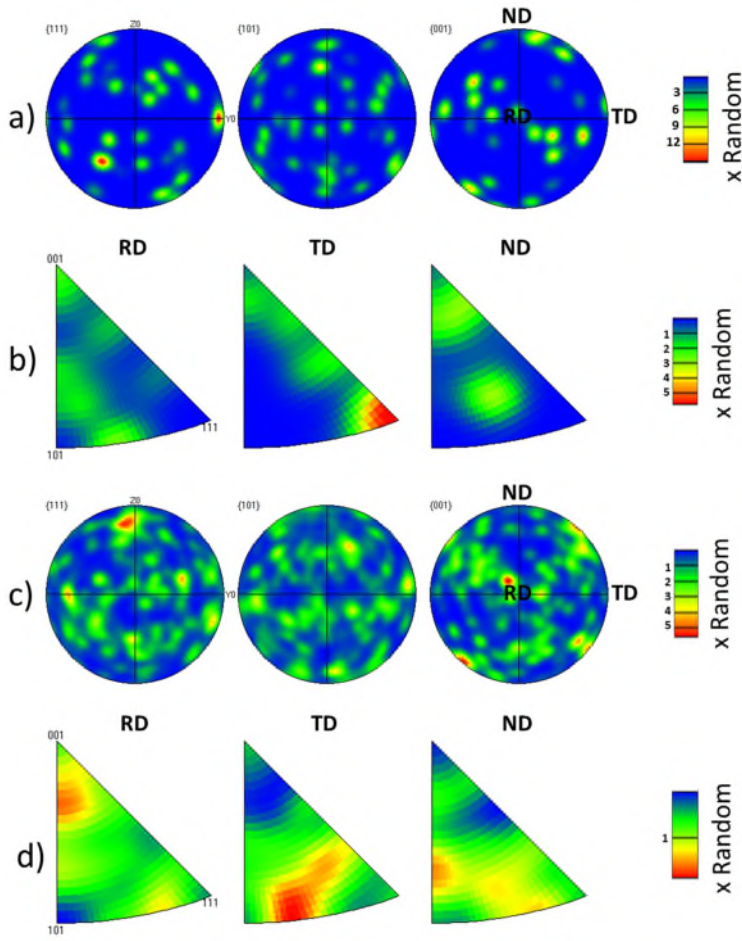 ND
{111}
Z0
{101}
{001}
a)
Y0
RD
TD
3
6
9
12
x Random
RD
TD
ND
001
b)
101
111
1
2
3
4
5
x Random
ND
{111}
Z0
{101}
{001}
c)
Y0
RD
TD
1
2
3
4
5
x Random
RD
TD
ND
001
d)
101
111
1
x Random